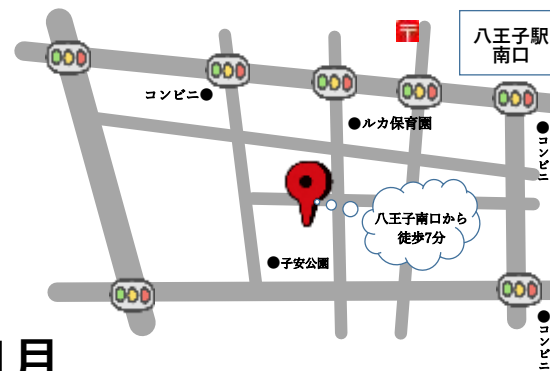 〒
八王子駅
南口
コンビニ
ルカ保育園
コンビニ
八王子南口から
徒歩7分
子安公園
コンビニ
月